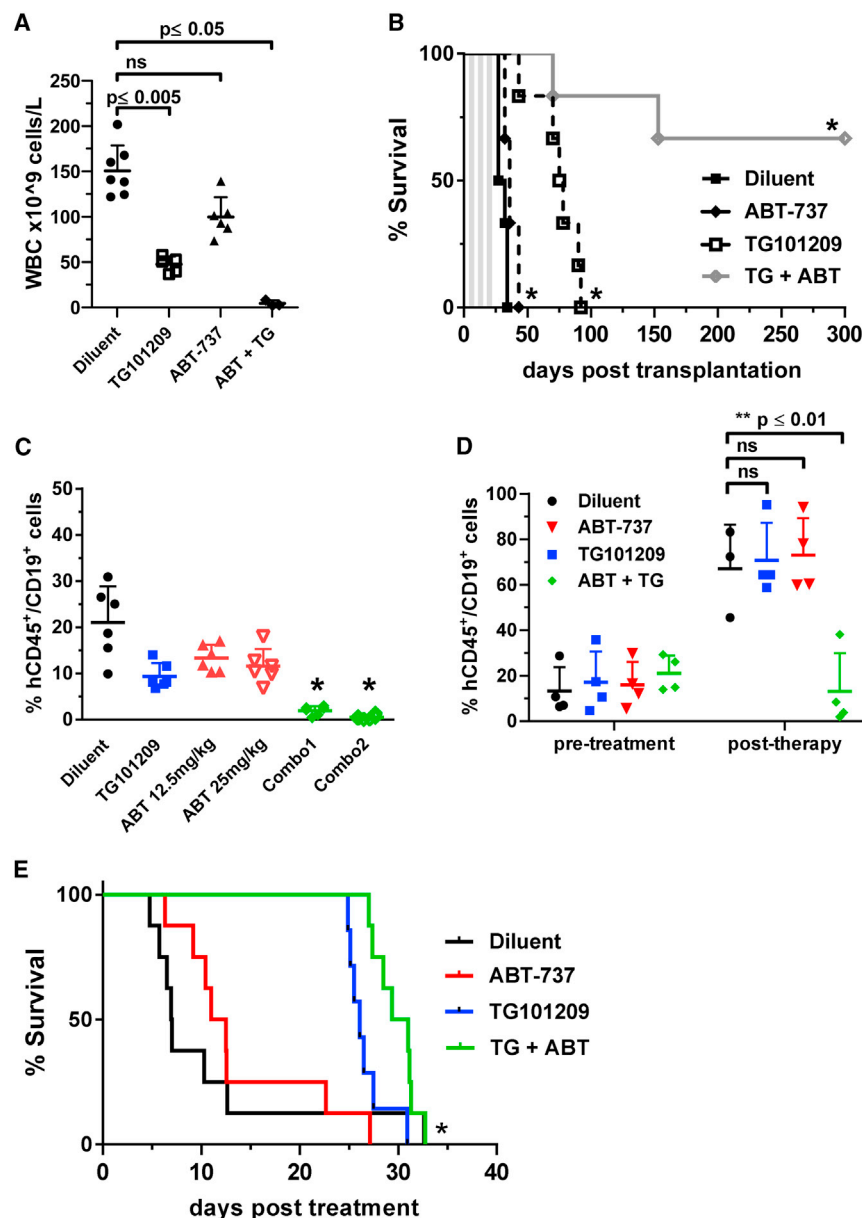 A
p≤ 0.05
ns
p≤ 0.005
WBC x10^9 cells/L
250
200
150
100
50
0
Diluent
TG101209
ABT-737
ABT + TG
B
% Survival
100
50
0
0
50
100
150
200
250
300
days post transplantation
Diluent
ABT-737
TG101209
TG + ABT
*
*
*
C
% hCD45+/CD19+ cells
50
40
30
20
10
0
*
*
Diluent
TG101209
ABT 12.5mg/kg
ABT 25mg/kg
Combo1
Combo2
D
** p ≤ 0.01
ns
ns
% hCD45+/CD19+ cells
100
80
60
40
20
0
Diluent
ABT-737
TG101209
ABT + TG
pre-treatment
post-therapy
E
% Survival
100
50
0
0
10
20
30
40
days post treatment
Diluent
ABT-737
TG101209
TG + ABT
*